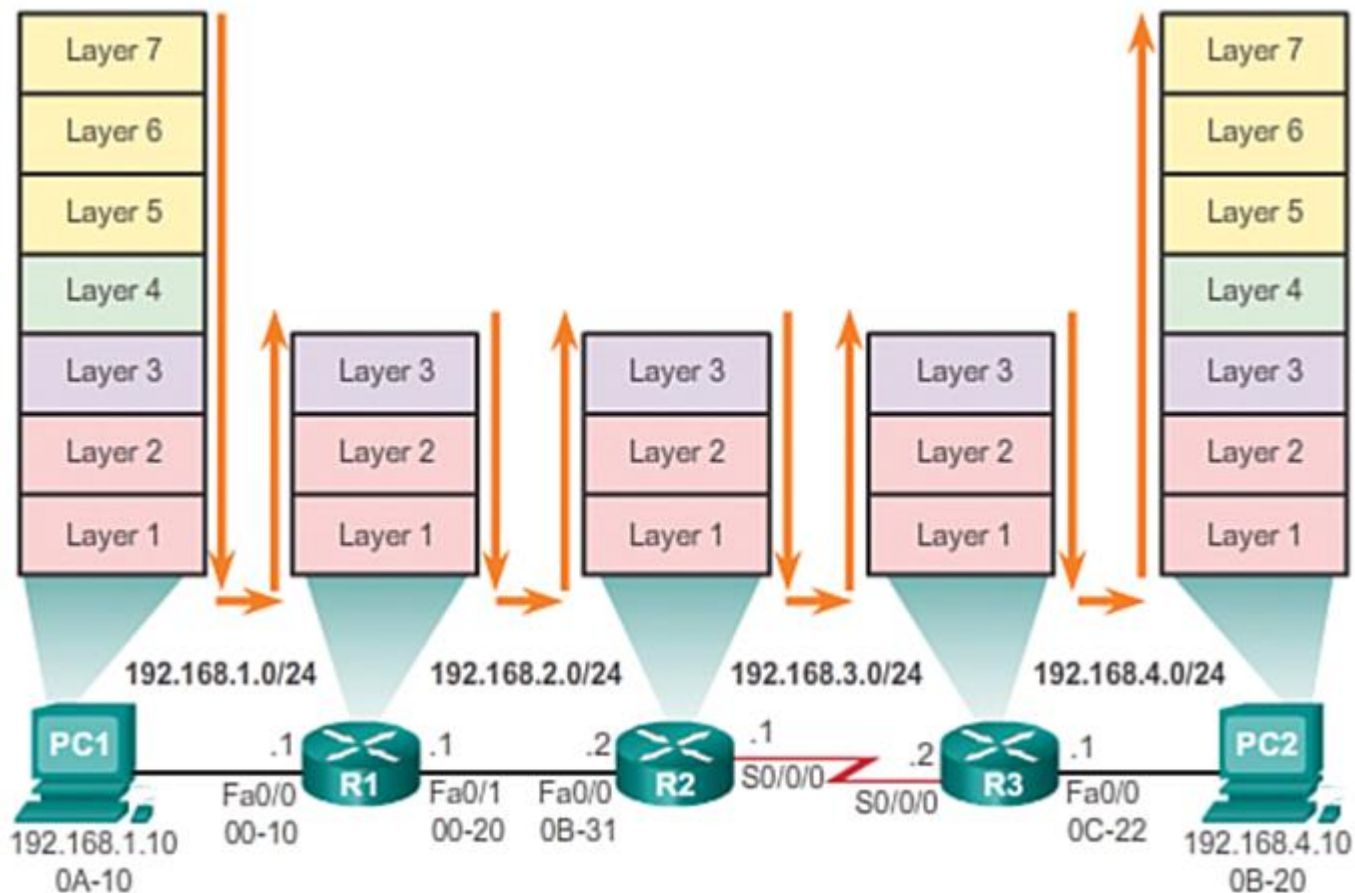 Layer 7
Layer 6
Layer 5
Layer 4
Layer 3
Layer 2
Layer 1
Layer 3
Layer 2
Layer 1
Layer 3
Layer 2
Layer 1
Layer 3
Layer 2
Layer 1
Layer 7
Layer 6
Layer 5
Layer 4
Layer 3
Layer 2
Layer 1
192.168.1.0/24
192.168.2.0/24
192.168.3.0/24
192.168.4.0/24
PC1
192.168.1.10
0A-10
.1
Fa0/0
00-10
R1
.1
Fa0/1
00-20
.2
Fa0/0
0B-31
R2
.1
S0/0/0
.2
S0/0/0
R3
.1
Fa0/0
0C-22
PC2
192.168.4.10
0B-20